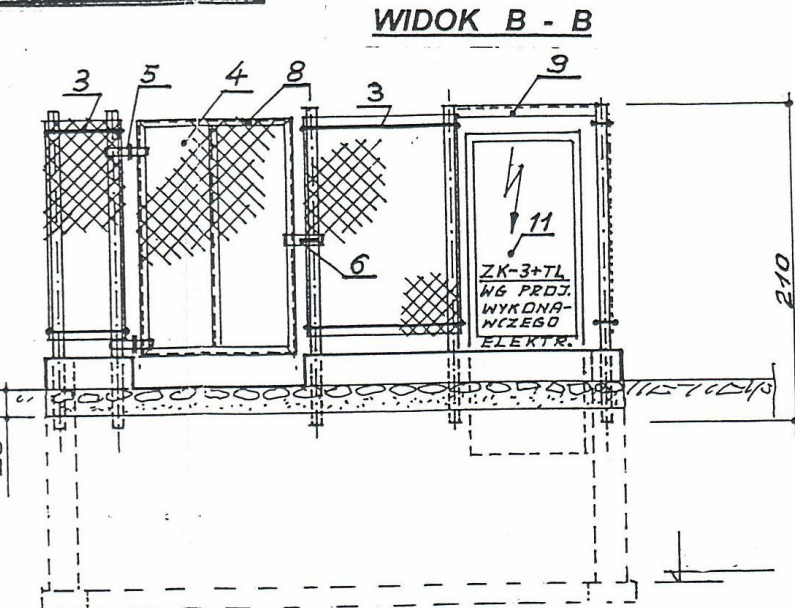 WIDOK B - B
3
5
4
8
3
9
11
6
ZK-3+TL
WG PROJ.
WYKONA-
WCZEGO
ELEKTR.
210